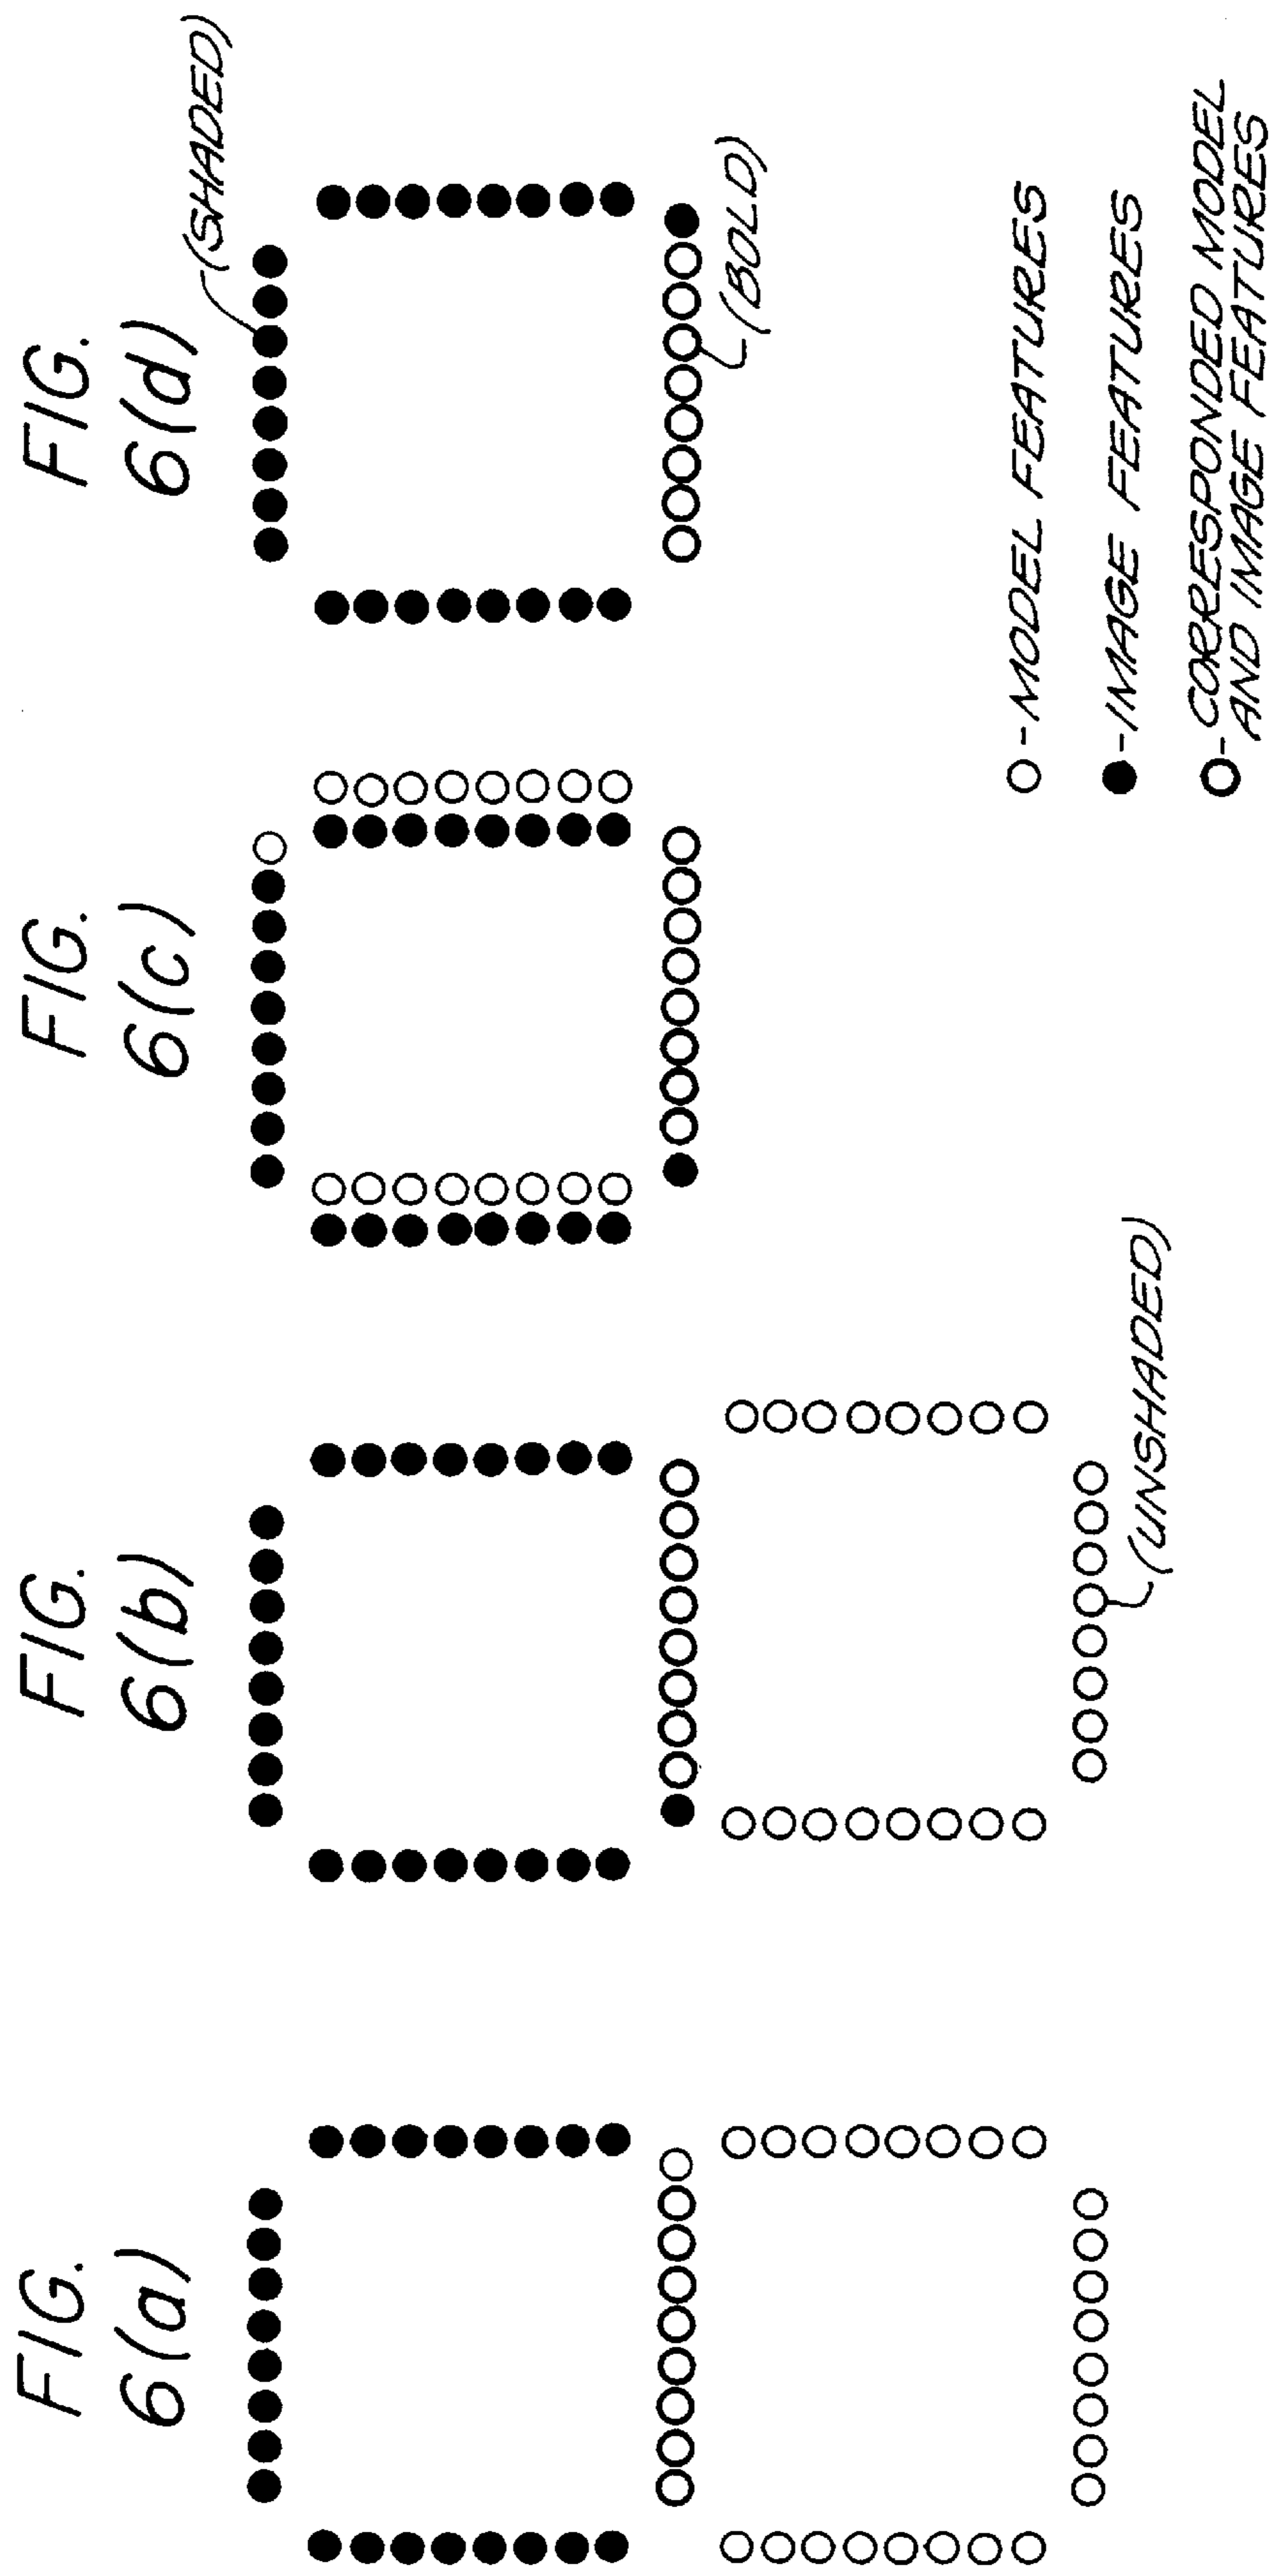 FIG.
6(a)
FIG.
6(b)
(UNSHADED)
FIG.
6(c)
FIG.
6(d)
(SHADED)
(BOLD)
-MODEL FEATURES
-IMAGE FEATURES
-CORRESPONDED MODEL
AND IMAGE FEATURES